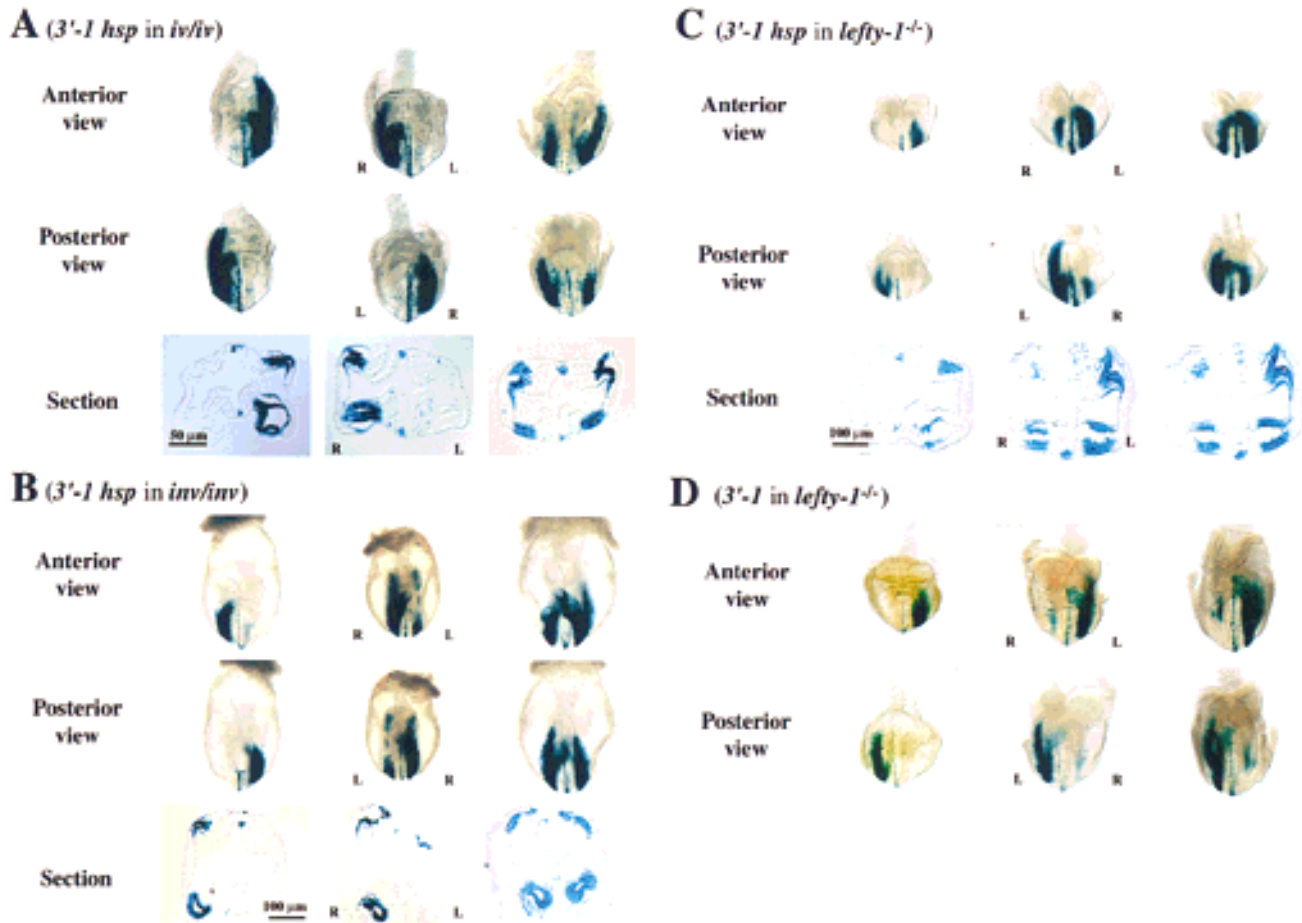 A (3'-1 hsp in iv/iv)
Anterior
view
R L
Posterior
view
L R
Section
50 μm
R L
B (3'-1 hsp in inv/inv)
Anterior
view
R L
Posterior
view
L R
Section
100 μm
R L
C (3'-1 hsp in lefty-1-/-)
Anterior
view
R L
Posterior
view
L R
Section
100 μm
R L
D (3'-1 in lefty-1-/-)
Anterior
view
R L
Posterior
view
L R